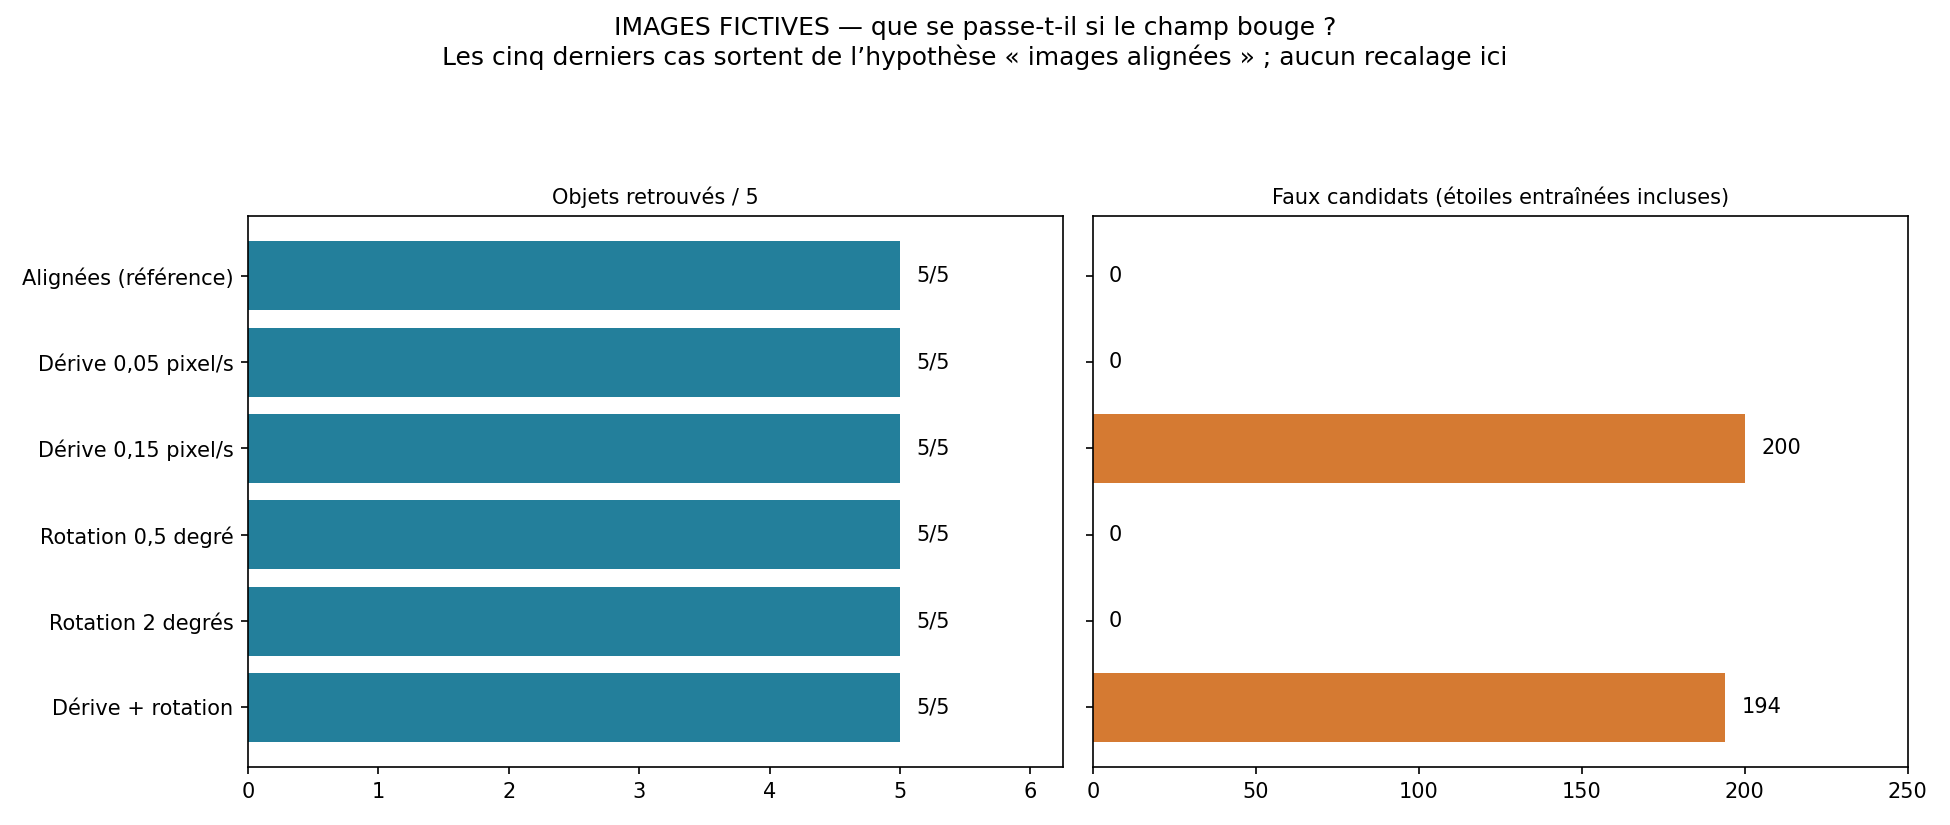 IMAGES FICTIVES — que se passe-t-il si le champ bouge ?
Les cinq derniers cas sortent de l’hypothèse « images alignées » ; aucun recalage ici
Objets retrouvés / 5
Alignées (référence)
5/5
Dérive 0,05 pixel/s
5/5
Dérive 0,15 pixel/s
5/5
Rotation 0,5 degré
5/5
Rotation 2 degrés
5/5
Dérive + rotation
5/5
0 1 2 3 4 5 6
Faux candidats (étoiles entraînées incluses)
0
0
200
0
0
194
0 50 100 150 200 250